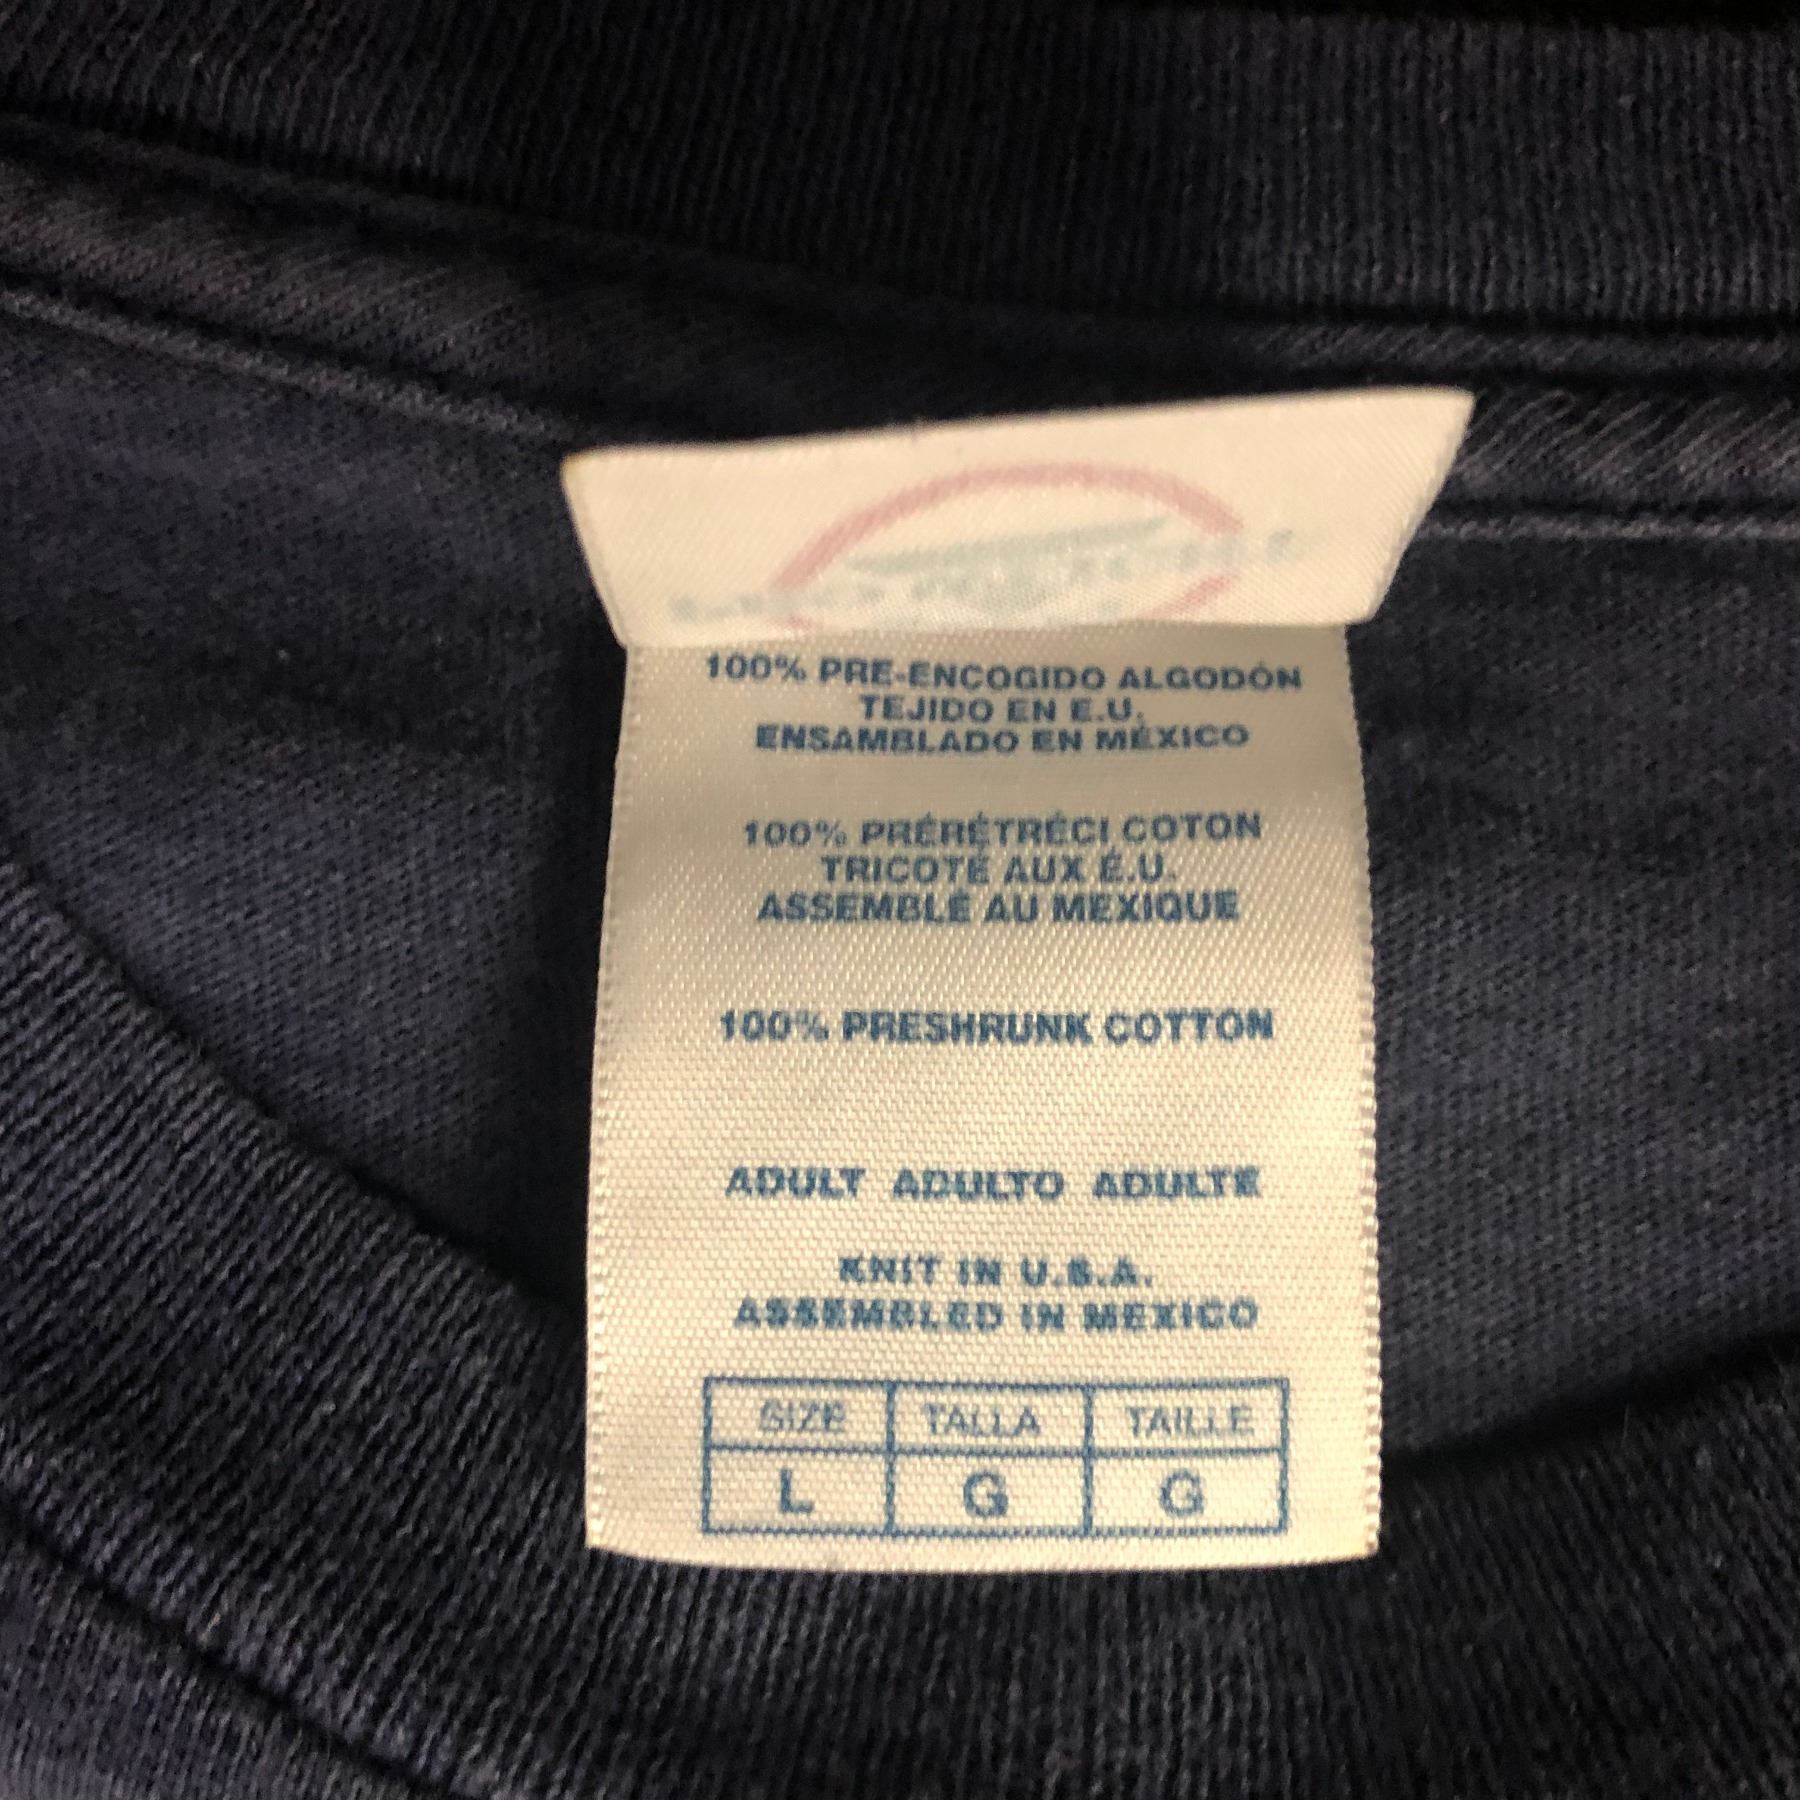 100% PRE-ENCOGIDO ALGODÓN
TEJIDO EN E.U.
ENSAMBLADO EN MÉXICO
100% PRÉRÉTRÉCI COTON
TRICOTÉ AUX É.U.
ASSEMBLÉ AU MEXIQUE
100% PRESHRUNK COTTON
ADULT ADULTO ADULTE
KNIT IN U.S.A.
ASSEMBLED IN MEXICO
SIZE TALLA TAILLE
L G G